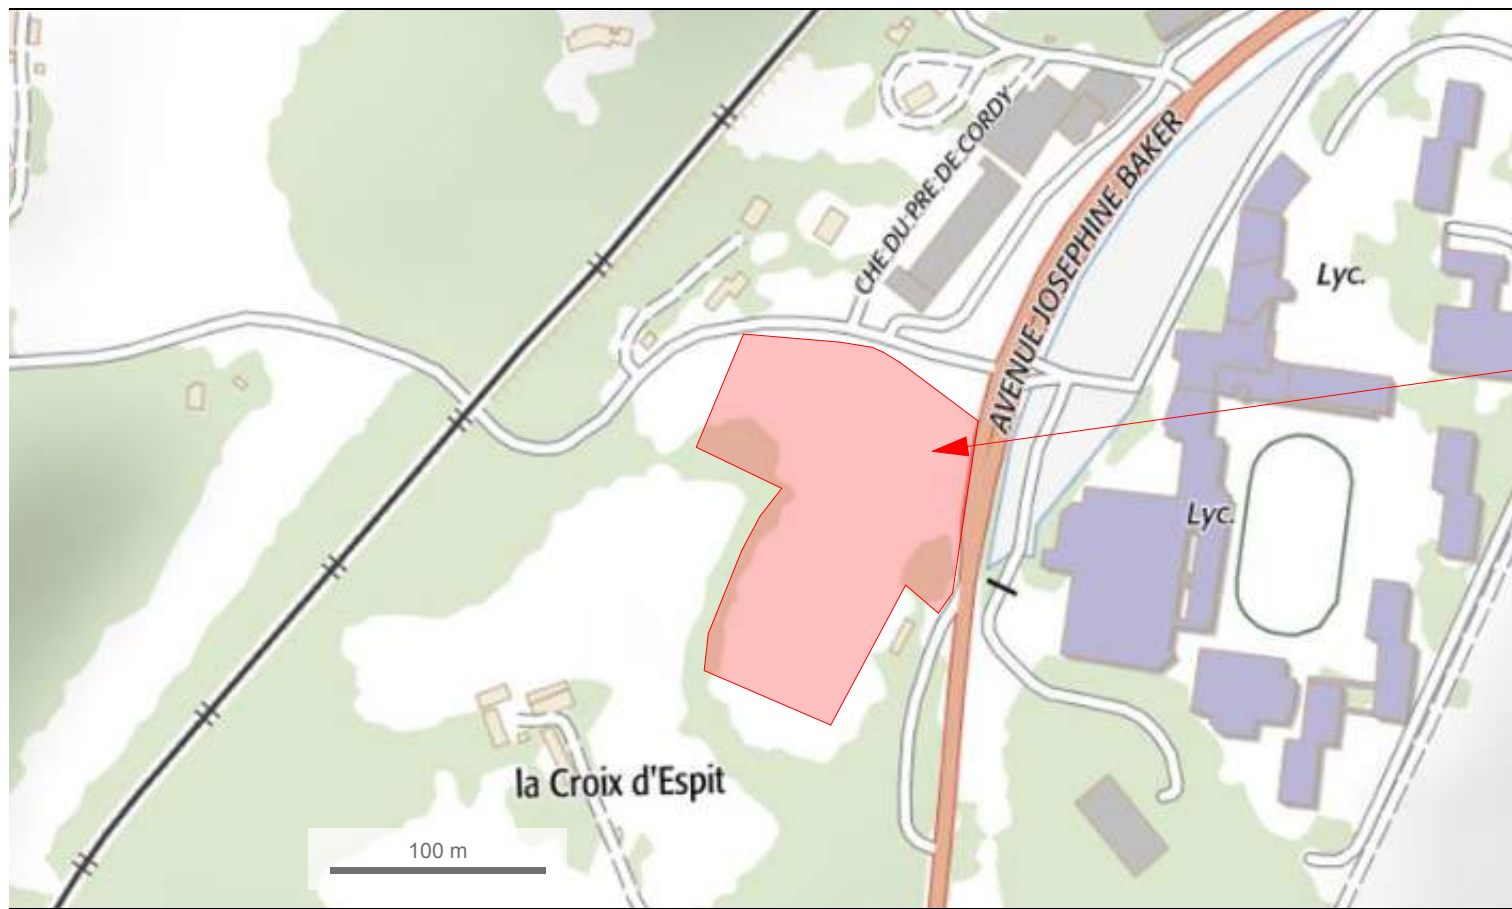 CHE DU PRE DE CORDY
AVENUE JOSEPHINE BAKER
Lyc.
Lyc.
la Croix d'Espit
100 m